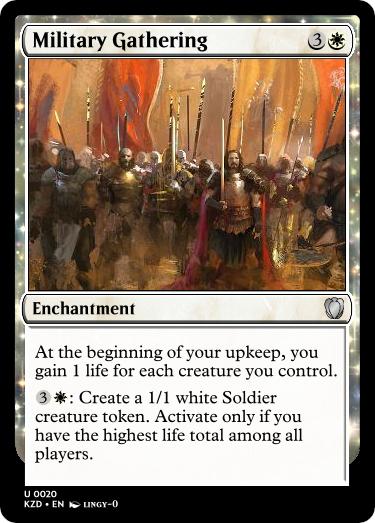 Military Gathering 3
Enchantment
At the beginning of your upkeep, you
gain 1 life for each creature you control.
3 : Create a 1/1 white Soldier
creature token. Activate only if you
have the highest life total among all
players.
U 0020
KZD • EN LINGY-0